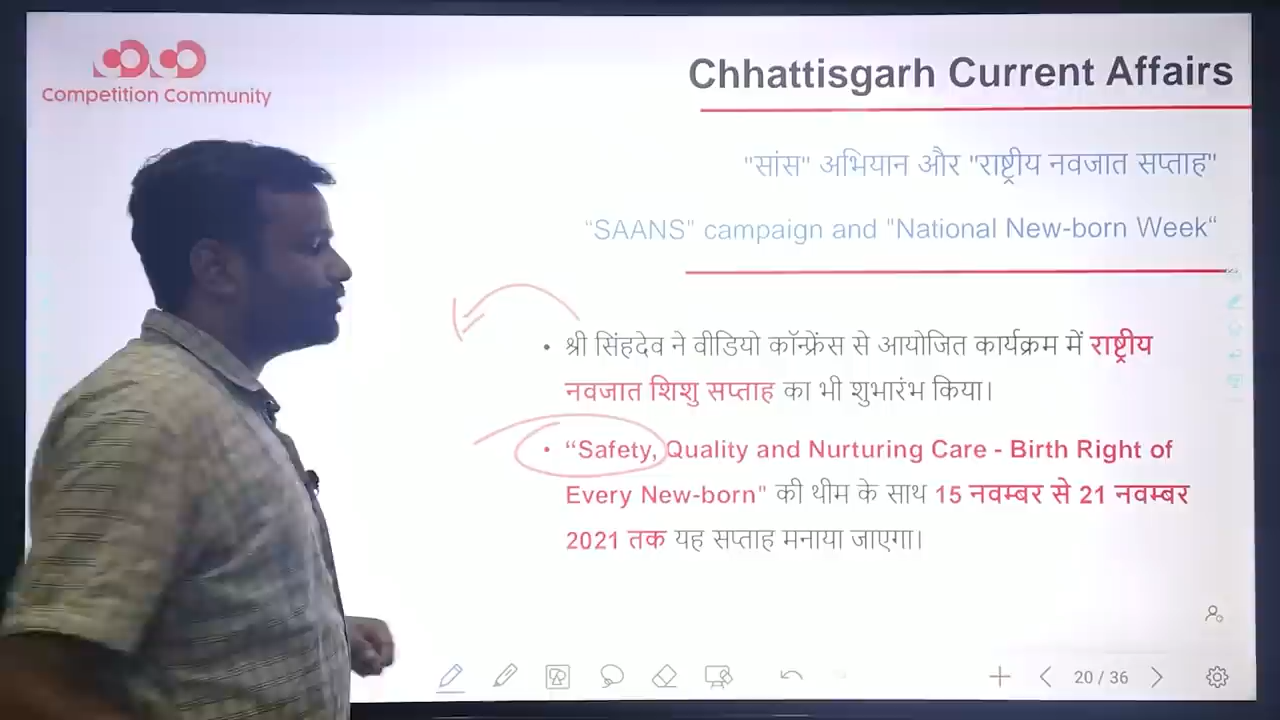 Competition Community
Chhattisgarh Current Affairs
"सांस" अभियान और "राष्ट्रीय नवजात सप्ताह"
“SAANS" campaign and "National New-born Week“
• श्री सिंहदेव ने वीडियो कॉन्फ्रेंस से आयोजित कार्यक्रम में राष्ट्रीय
नवजात शिशु सप्ताह का भी शुभारंभ किया।
• “Safety, Quality and Nurturing Care - Birth Right of
Every New-born" की थीम के साथ 15 नवम्बर से 21 नवम्बर
2021 तक यह सप्ताह मनाया जाएगा।
20 / 36